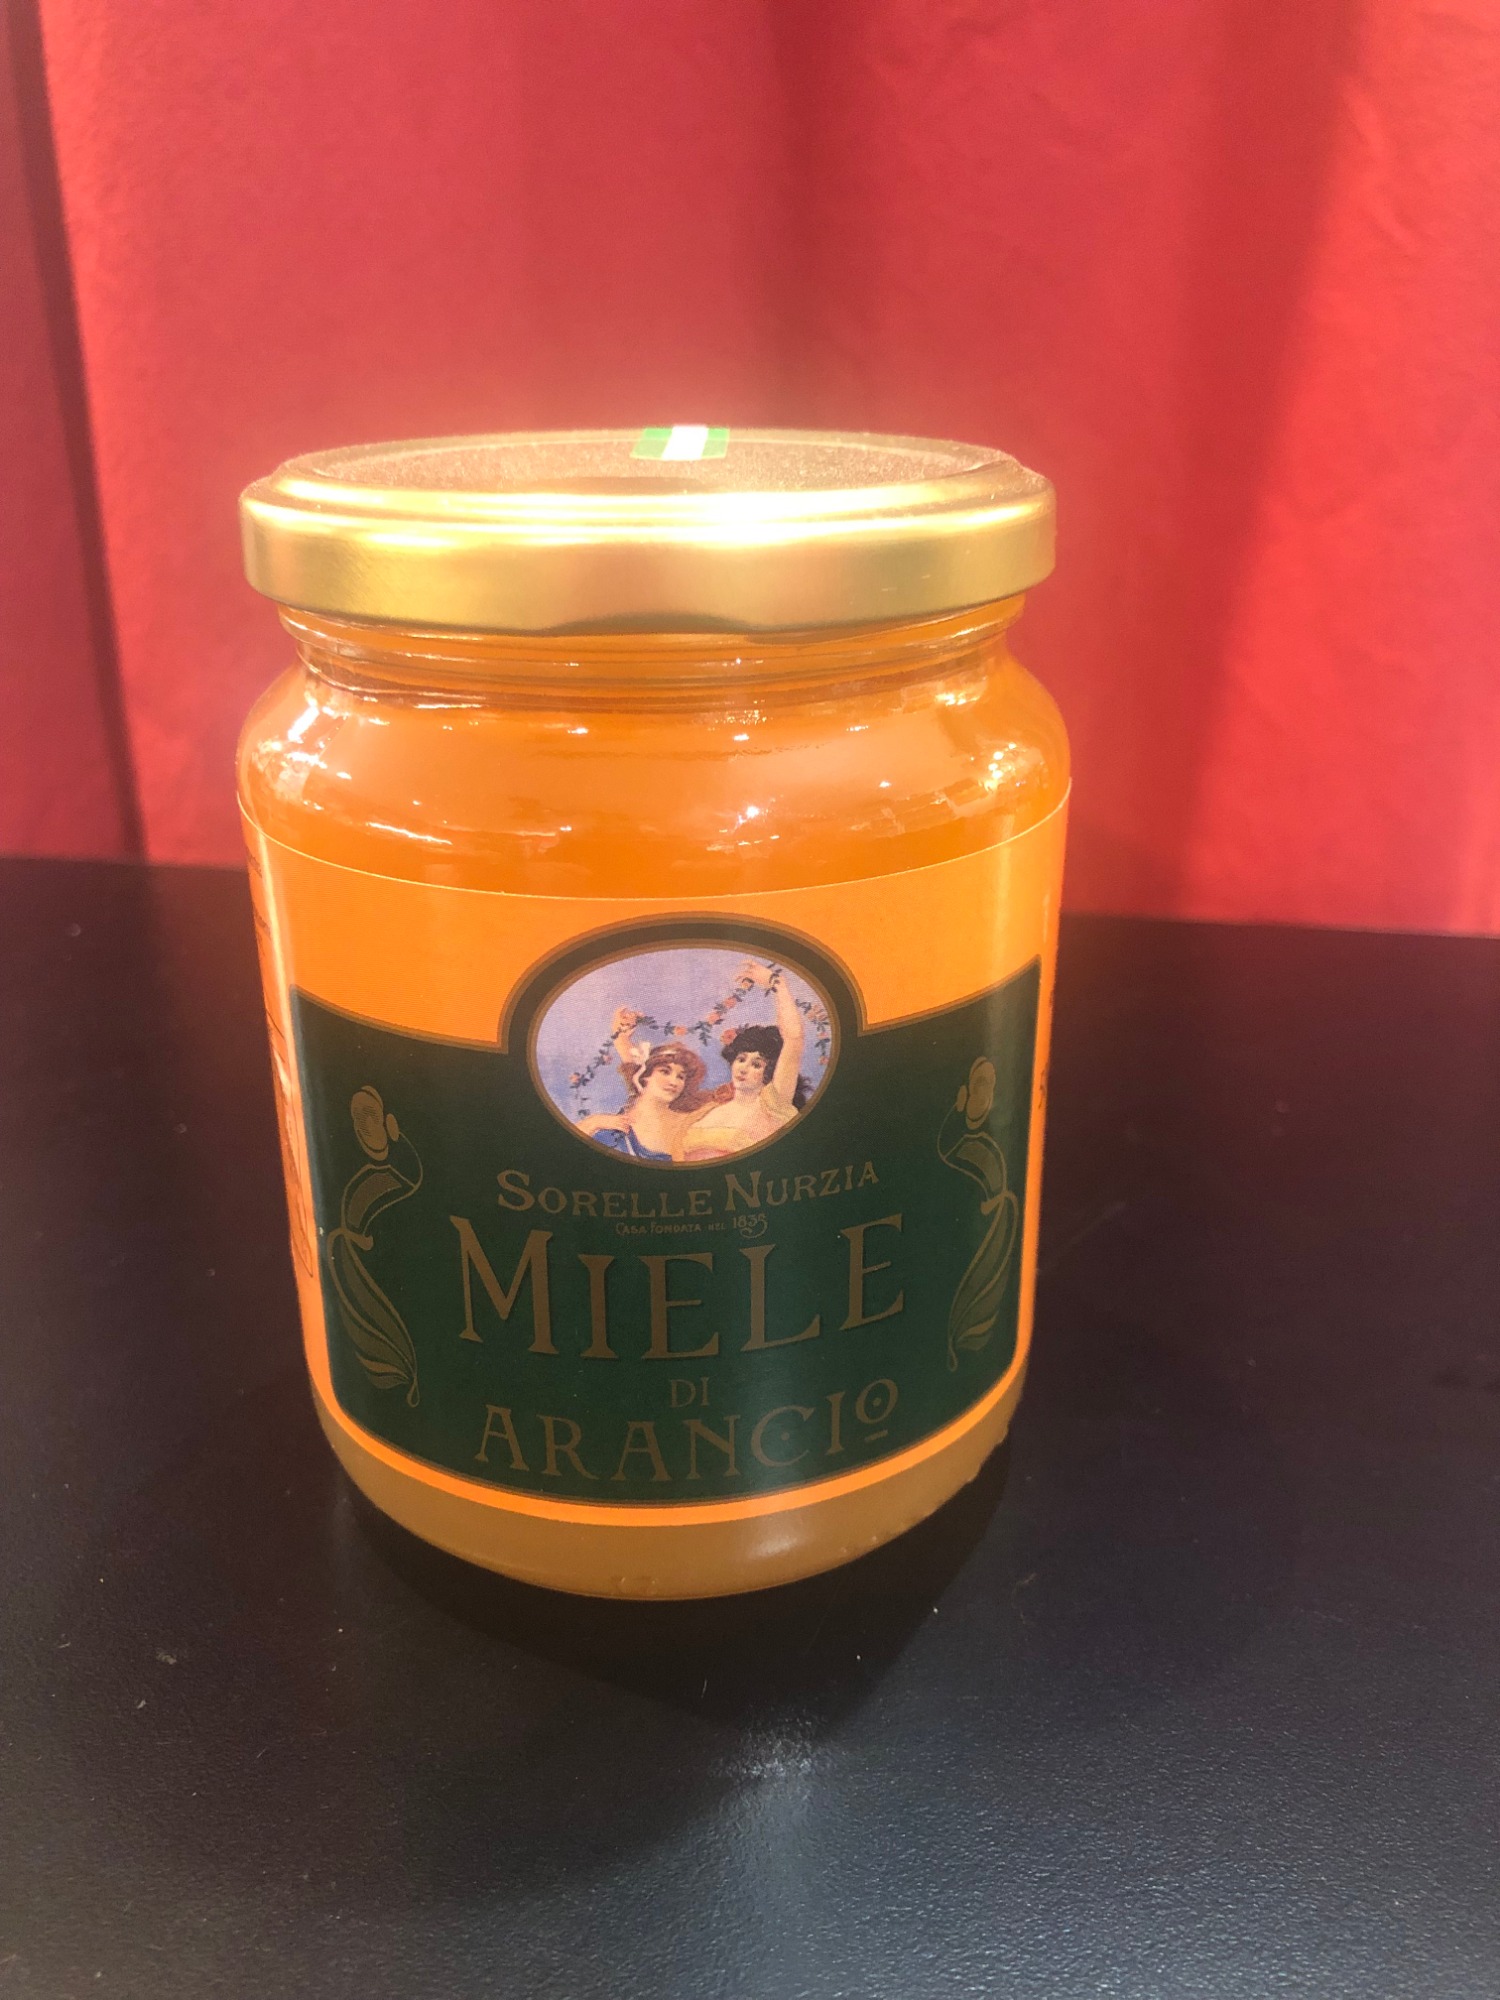 SORELLE NURZIA
CASA FONDATA NEL 1835
MIELE
DI
ARANCIO